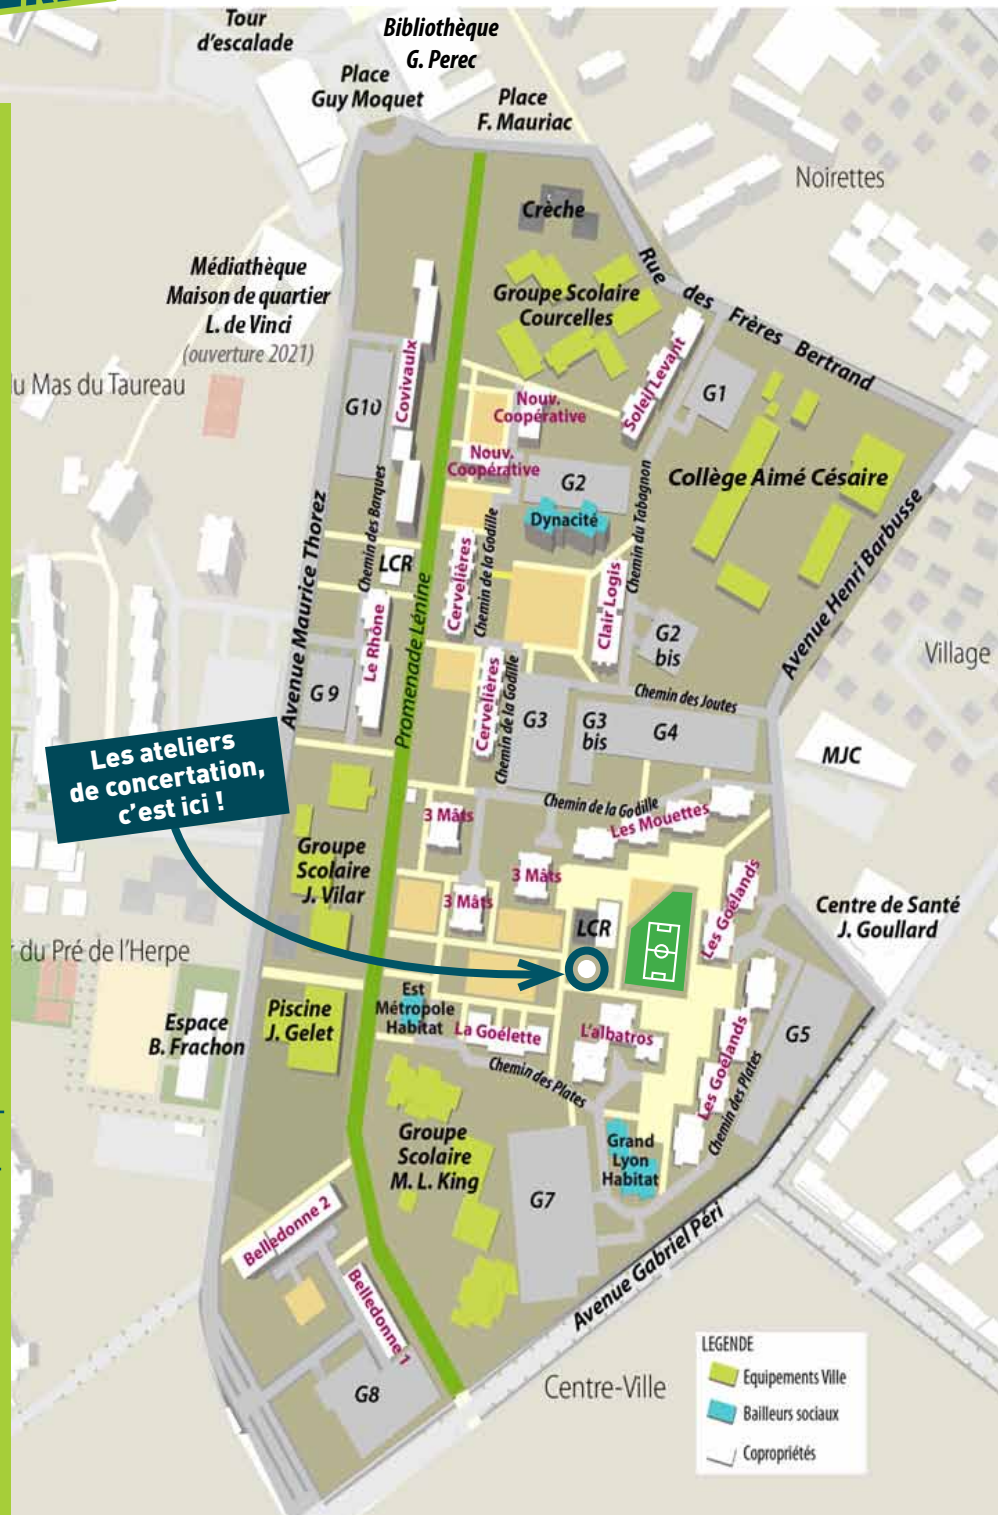 Tour
d'escalade
Bibliothèque
G. Perec
Place
Guy Moquet
Place
F. Mauriac
Noirettes
Crèche
Rue des Frères Bertrand
Médiathèque
Maison de quartier
L. de Vinci
(ouverture 2021)
Groupe Scolaire
Courcelles
Soleil Levant
Covivaulx
u Mas du Taureau
G10
G1
Nouv.
Coopérative
Nouv.
Coopérative
G2
Collège Aimé Césaire
Dynacité
Chemin des Barques
Chemin de la Godille
Chemin du Tabagnon
Avenue Maurice Thorez
Avenue Henri Barbusse
LCR
Promenade Lénine
Cervelières
Clair Logis
Le Rhône
G2
bis
Village
G 9
Cervelières
Chemin de la Godille
Chemin des Joutes
G3
G3
bis
G4
MJC
Les ateliers
de concertation,
c'est ici !
Chemin de la Godille
3 Mâts
Les Mouettes
Groupe
Scolaire
J. Vilar
3 Mâts
3 Mâts
Les Goélands
LCR
Centre de Santé
J. Goullard
du Pré de l'Herpe
Est
Métropole
Habitat
Piscine
J. Gelet
Espace
B. Frachon
La Goélette
L'albatros
G5
Les Goélands
Chemin des Plates
Chemin des Plates
Groupe
Scolaire
M. L. King
Grand
Lyon
Habitat
G7
Belledonne 2
Belledonne 1
Avenue Gabriel Péri
G8
Centre-Ville
LEGENDE
Equipements Ville
Bailleurs sociaux
Copropriétés